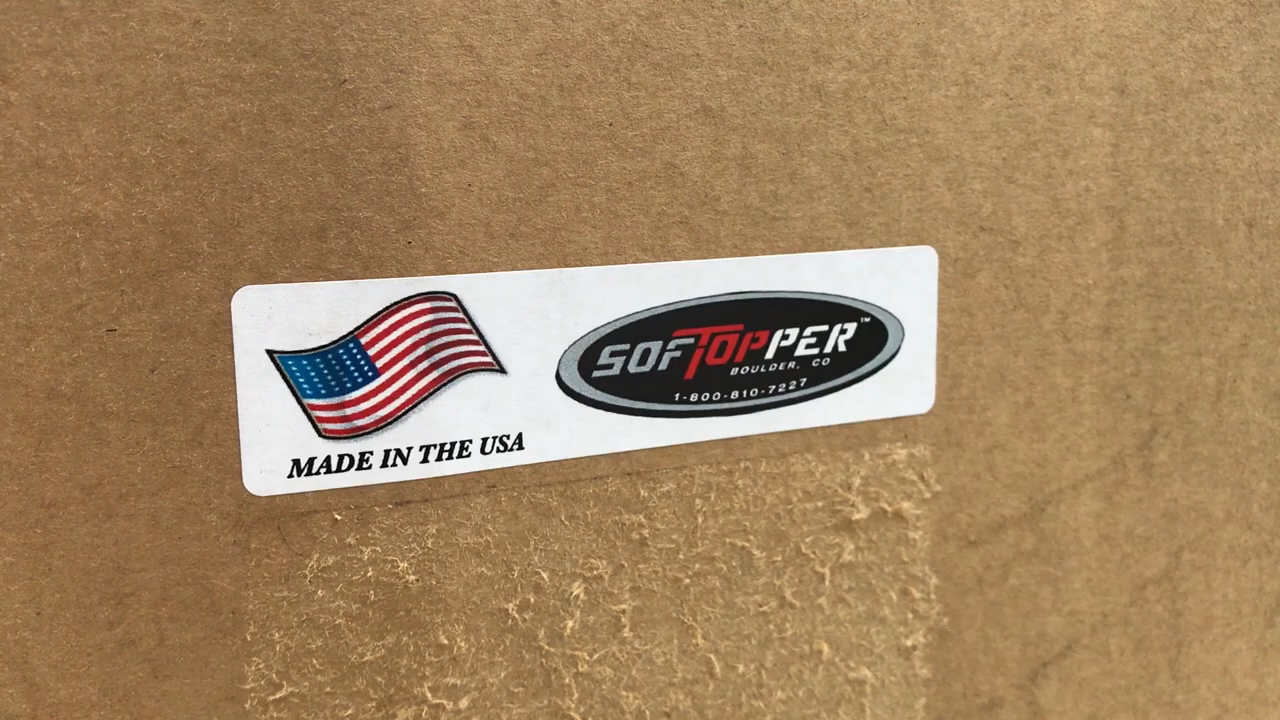 MADE IN THE USA
SOFTOPPER™
BOULDER, CO
1-800-810-7227